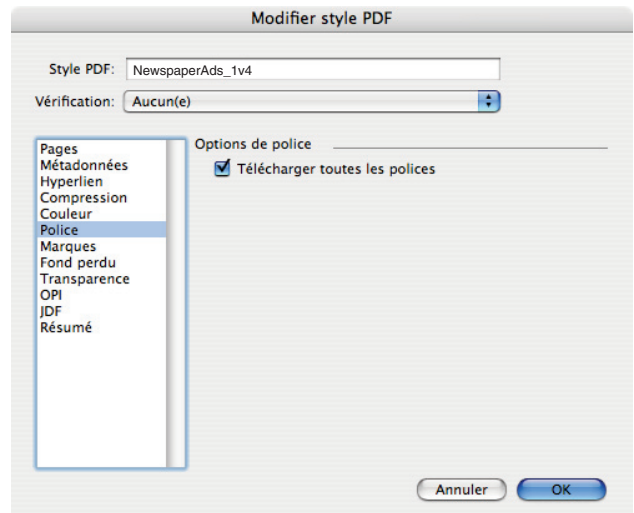 Modifier style PDF
Style PDF: NewspaperAds_1v4
Vérification: Aucun(e)
Pages
Métadonnées
Hyperlien
Compression
Couleur
Police
Marques
Fond perdu
Transparence
OPI
JDF
Résumé
Options de police
Télécharger toutes les polices
Annuler OK